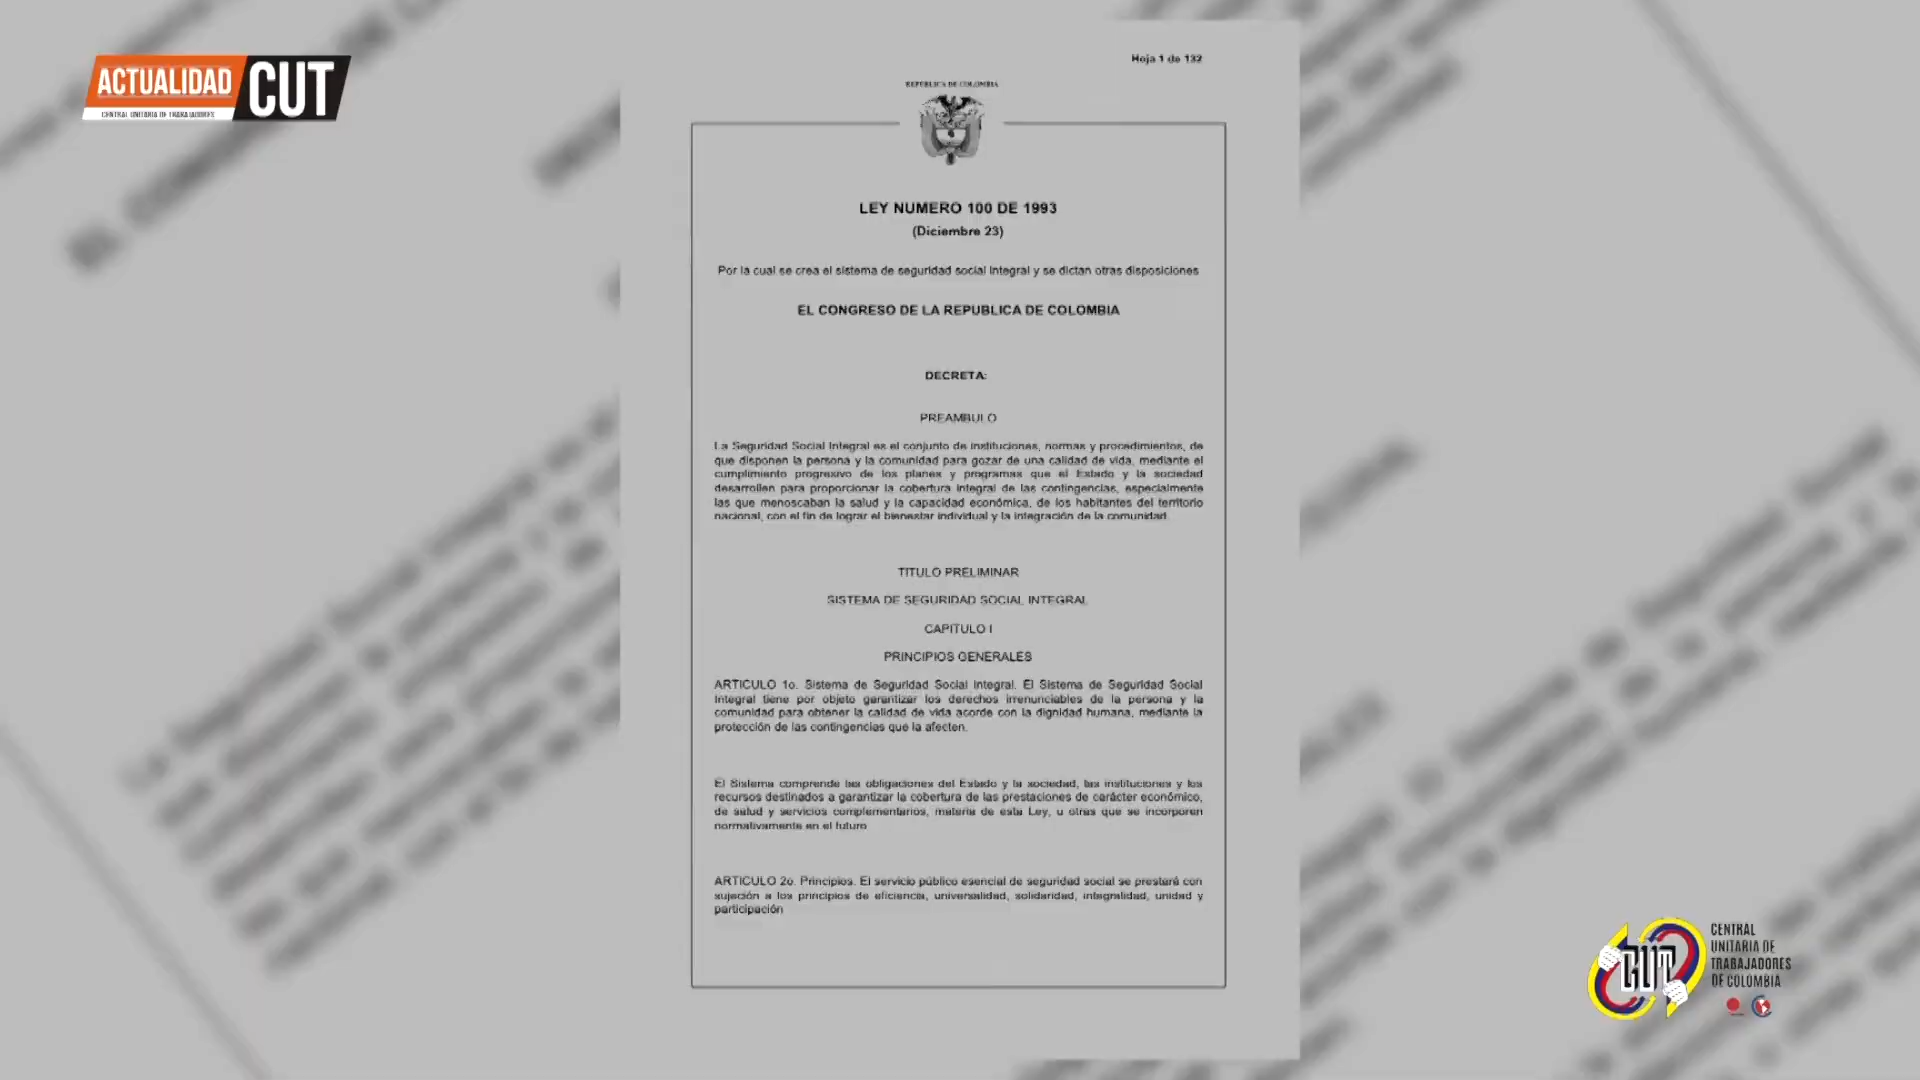 ACTUALIDAD CUT
CENTRAL UNITARIA DE TRABAJADORES
Hoja 1 de 132
REPUBLICA DE COLOMBIA
LEY NUMERO 100 DE 1993
(Diciembre 23)
Por la cual se crea el sistema de seguridad social integral y se dictan otras disposiciones
EL CONGRESO DE LA REPUBLICA DE COLOMBIA
DECRETA:
PREAMBULO
La Seguridad Social Integral es el conjunto de instituciones, normas y procedimientos, de
que disponen la persona y la comunidad para gozar de una calidad de vida, mediante el
cumplimiento progresivo de los planes y programas que el Estado y la sociedad
desarrollen para proporcionar la cobertura integral de las contingencias, especialmente
las que menoscaban la salud y la capacidad económica, de los habitantes del territorio
nacional, con el fin de lograr el bienestar individual y la integración de la comunidad.
TITULO PRELIMINAR
SISTEMA DE SEGURIDAD SOCIAL INTEGRAL
CAPITULO I
PRINCIPIOS GENERALES
ARTICULO 1o. Sistema de Seguridad Social Integral. El Sistema de Seguridad Social
Integral tiene por objeto garantizar los derechos irrenunciables de la persona y la
comunidad para obtener la calidad de vida acorde con la dignidad humana, mediante la
protección de las contingencias que la afecten.
El Sistema comprende las obligaciones del Estado y la sociedad, las instituciones y los
recursos destinados a garantizar la cobertura de las prestaciones de carácter económico,
de salud y servicios complementarios, materia de esta Ley, u otras que se incorporen
normativamente en el futuro
ARTICULO 2o. Principios. El servicio público esencial de seguridad social se prestará con
sujeción a los principios de eficiencia, universalidad, solidaridad, integralidad, unidad y
participación
CUT
CENTRAL
UNITARIA DE
TRABAJADORES
DE COLOMBIA